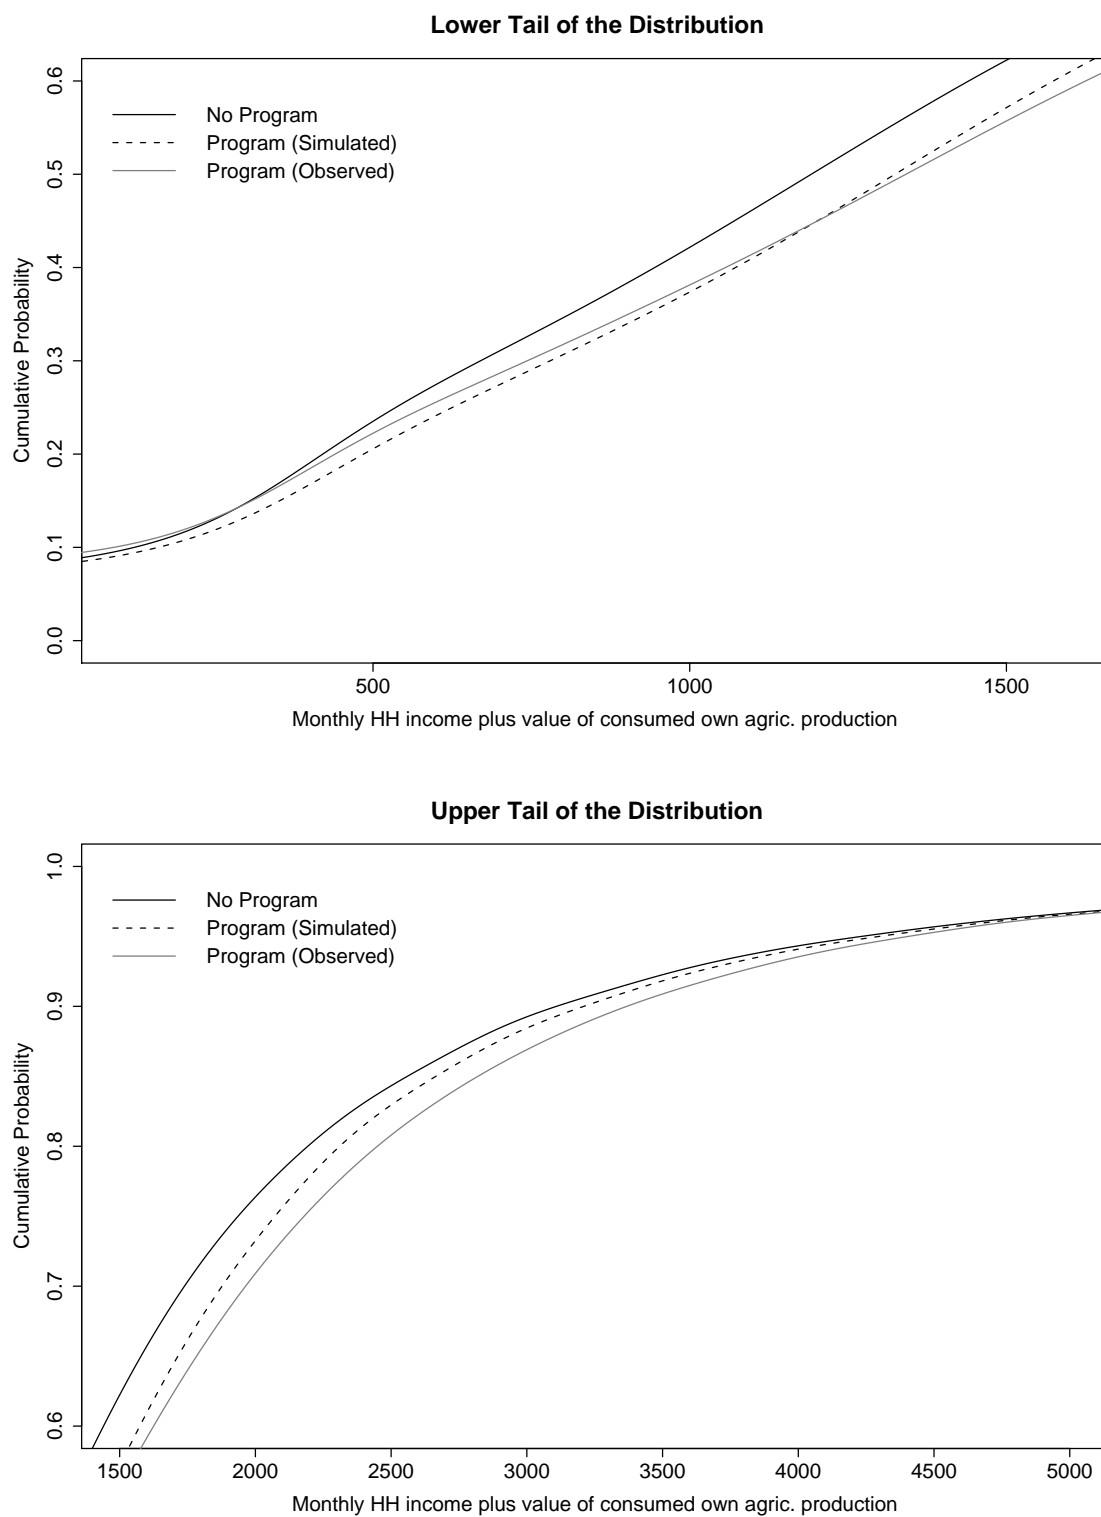 Lower Tail of the Distribution
0.6
0.5
0.4
0.3
0.2
0.1
0.0
Cumulative Probability
No Program
Program (Simulated)
Program (Observed)
500 1000 1500
Monthly HH income plus value of consumed own agric. production
Upper Tail of the Distribution
1.0
0.9
0.8
0.7
0.6
Cumulative Probability
No Program
Program (Simulated)
Program (Observed)
1500 2000 2500 3000 3500 4000 4500 5000
Monthly HH income plus value of consumed own agric. production